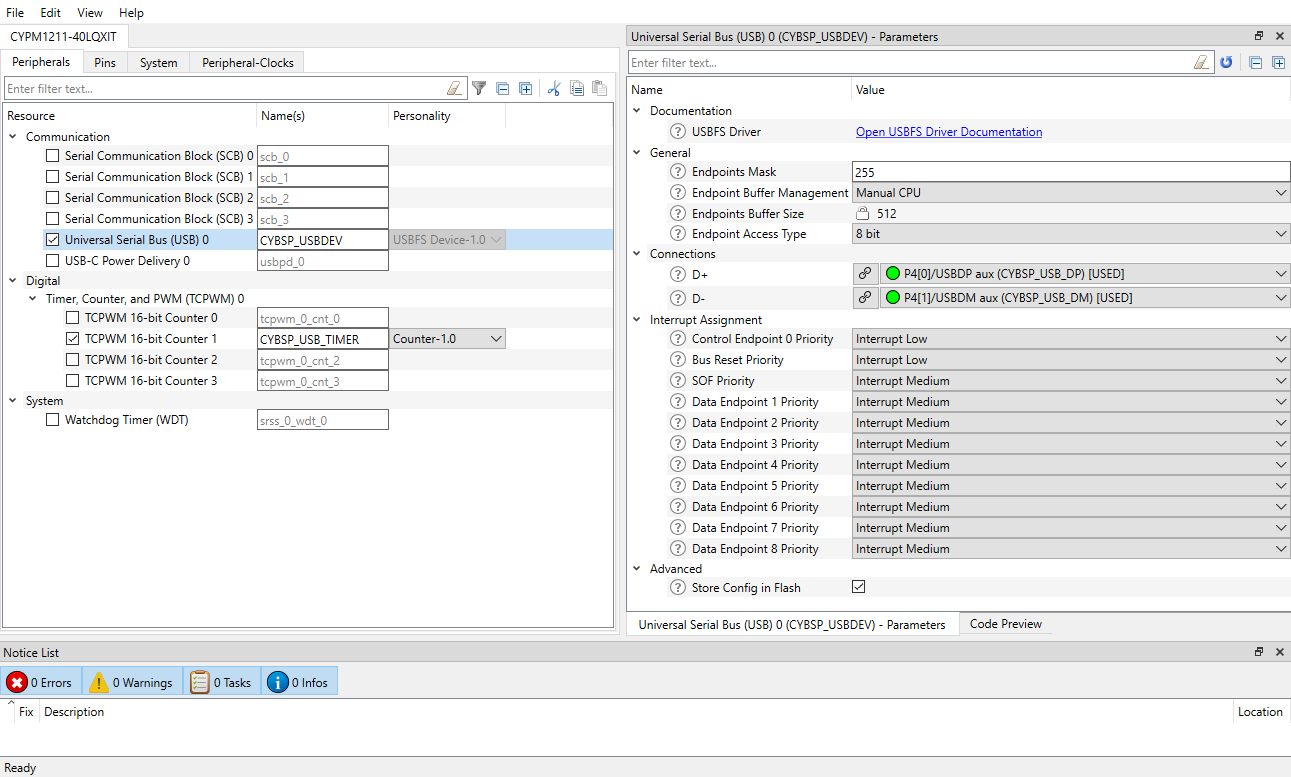 File Edit View Help
CYPM1211-40LQXIT
Peripherals Pins System Peripheral-Clocks
Enter filter text...
Resource Name(s) Personality
Communication
Serial Communication Block (SCB) 0 scb_0
Serial Communication Block (SCB) 1 scb_1
Serial Communication Block (SCB) 2 scb_2
Serial Communication Block (SCB) 3 scb_3
Universal Serial Bus (USB) 0 CYBSP_USBDEV USBFS Device-1.0
USB-C Power Delivery 0 usbpd_0
Digital
Timer, Counter, and PWM (TCPWM) 0
TCPWM 16-bit Counter 0 tcpwm_0_cnt_0
TCPWM 16-bit Counter 1 CYBSP_USB_TIMER Counter-1.0
TCPWM 16-bit Counter 2 tcpwm_0_cnt_2
TCPWM 16-bit Counter 3 tcpwm_0_cnt_3
System
Watchdog Timer (WDT) srss_0_wdt_0
Universal Serial Bus (USB) 0 (CYBSP_USBDEV) - Parameters
Enter filter text...
Name Value
Documentation
USBFS Driver Open USBFS Driver Documentation
General
Endpoints Mask 255
Endpoint Buffer Management Manual CPU
Endpoints Buffer Size 512
Endpoint Access Type 8 bit
Connections
D+ P4[0]/USBDP aux (CYBSP_USB_DP) [USED]
D- P4[1]/USBDM aux (CYBSP_USB_DM) [USED]
Interrupt Assignment
Control Endpoint 0 Priority Interrupt Low
Bus Reset Priority Interrupt Low
SOF Priority Interrupt Medium
Data Endpoint 1 Priority Interrupt Medium
Data Endpoint 2 Priority Interrupt Medium
Data Endpoint 3 Priority Interrupt Medium
Data Endpoint 4 Priority Interrupt Medium
Data Endpoint 5 Priority Interrupt Medium
Data Endpoint 6 Priority Interrupt Medium
Data Endpoint 7 Priority Interrupt Medium
Data Endpoint 8 Priority Interrupt Medium
Advanced
Store Config in Flash
Universal Serial Bus (USB) 0 (CYBSP_USBDEV) - Parameters Code Preview
Notice List
0 Errors 0 Warnings 0 Tasks 0 Infos
Fix Description Location
Ready